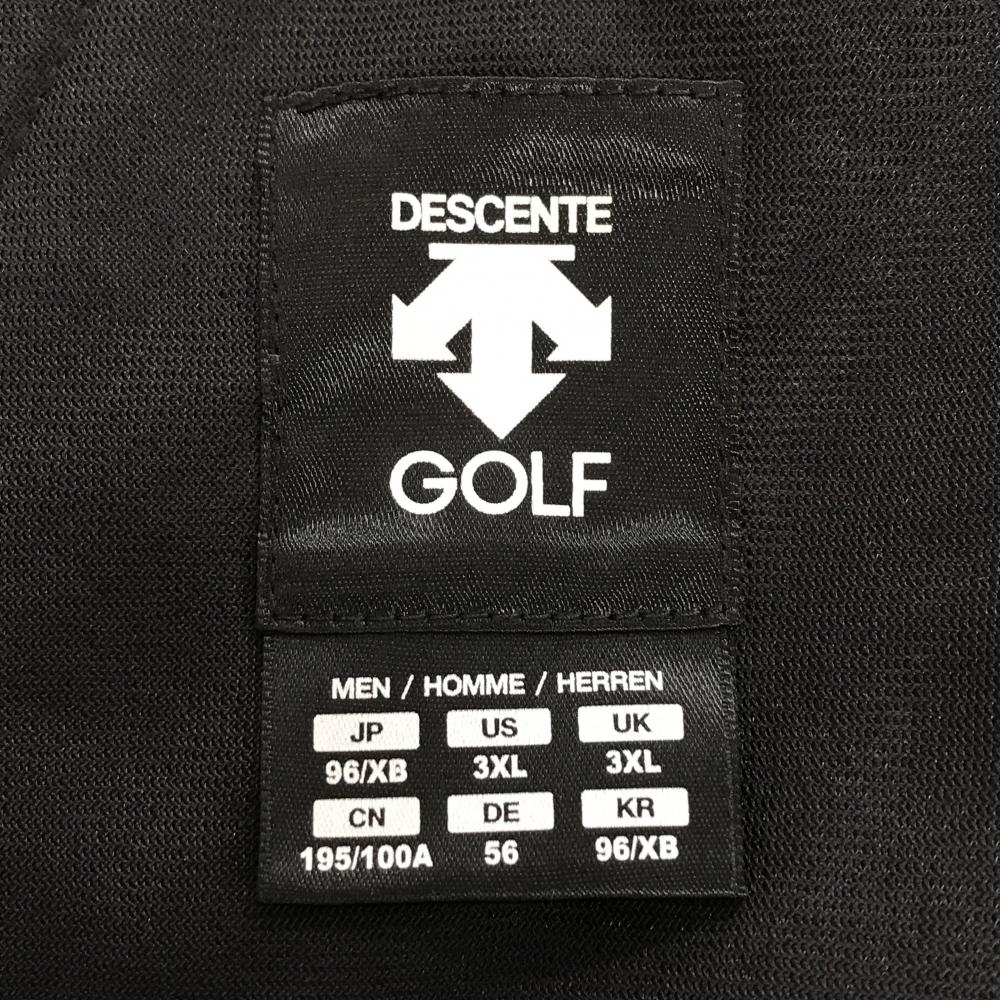 DESCENTE
GOLF
MEN / HOMME / HERREN
JP US UK
96/XB 3XL 3XL
CN DE KR
195/100A 56 96/XB